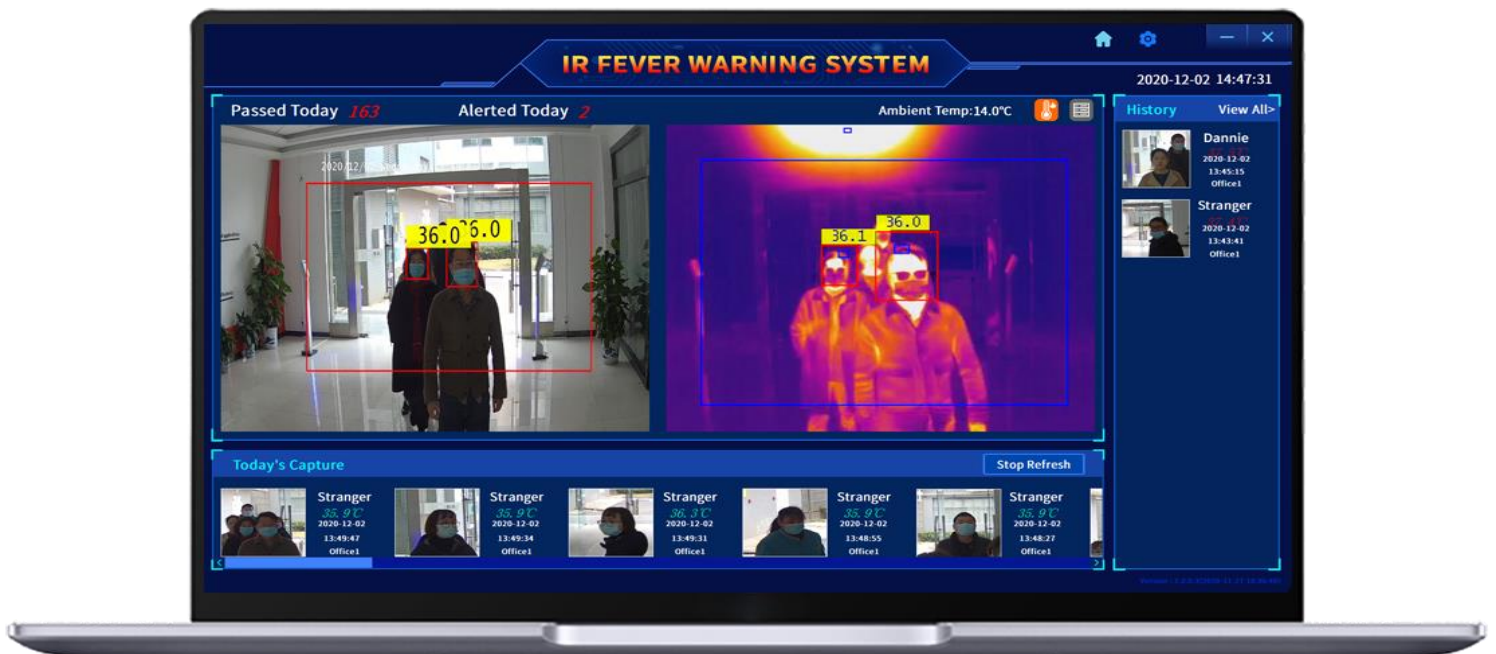 IR FEVER WARNING SYSTEM
2020-12-02 14:47:31
Passed Today 163
Alerted Today 2
Ambient Temp:14.0℃
36.0
6.0
36.1
36.0
History
View All>
Dannie
2020-12-02
13:45:15
Office1
Stranger
2020-12-02
13:43:41
Office1
Today's Capture
Stop Refresh
Stranger
35.9℃
2020-12-02
13:49:47
Office1
Stranger
35.9℃
2020-12-02
13:49:34
Office1
Stranger
36.3℃
2020-12-02
13:49:31
Office1
Stranger
35.9℃
2020-12-02
13:48:55
Office1
Stranger
35.9℃
2020-12-02
13:48:27
Office1